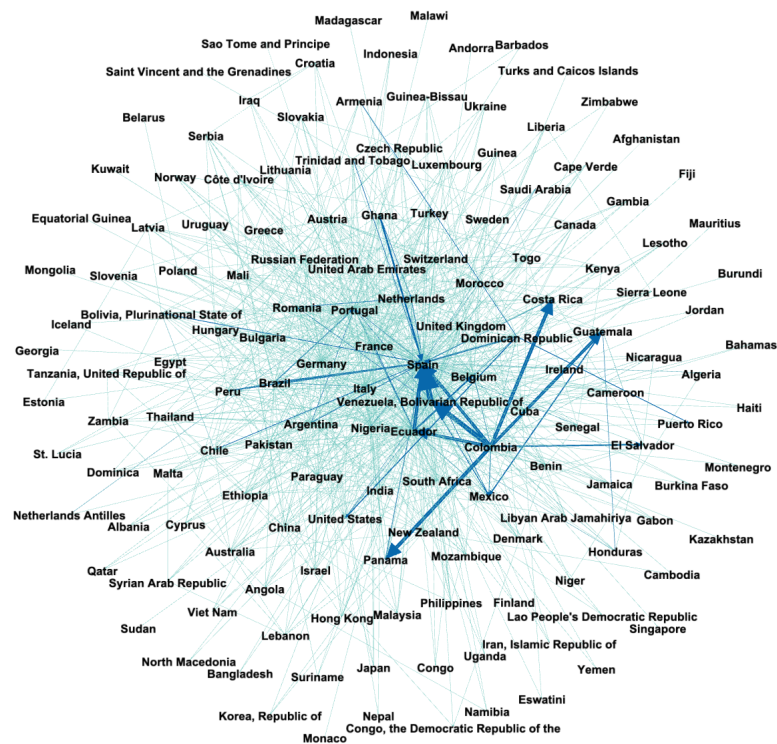 Malawi
Madagascar
Sao Tome and Principe
Andorra
Barbados
Indonesia
Croatia
Saint Vincent and the Grenadines
Turks and Caicos Islands
Iraq
Armenia
Guinea-Bissau
Ukraine
Zimbabwe
Belarus
Slovakia
Liberia
Serbia
Afghanistan
Czech Republic
Trinidad and Tobago
Guinea
Kuwait
Lithuania
Luxembourg
Cape Verde
Fiji
Norway
Côte d'Ivoire
Saudi Arabia
Gambia
Equatorial Guinea
Latvia
Uruguay
Greece
Austria
Ghana
Turkey
Sweden
Canada
Mauritius
Lesotho
Russian Federation
Switzerland
Togo
Mongolia
Slovenia
Poland
Mali
United Arab Emirates
Kenya
Burundi
Morocco
Sierra Leone
Bolivia, Plurinational State of
Romania
Portugal
Netherlands
Costa Rica
Jordan
Iceland
Hungary
Bulgaria
United Kingdom
Dominican Republic
Guatemala
Bahamas
Georgia
France
Nicaragua
Egypt
Germany
Spain
Ireland
Algeria
Tanzania, United Republic of
Peru
Brazil
Italy
Belgium
Cameroon
Estonia
Venezuela, Bolivarian Republic of
Haiti
Zambia
Thailand
Argentina
Nigeria
Ecuador
Cuba
Senegal
Puerto Rico
St. Lucia
Chile
Pakistan
Colombia
El Salvador
Dominica
Malta
Paraguay
South Africa
Benin
Montenegro
Ethiopia
India
Mexico
Jamaica
Burkina Faso
Netherlands Antilles
Albania
Cyprus
China
United States
New Zealand
Libyan Arab Jamahiriya
Gabon
Kazakhstan
Denmark
Australia
Panama
Mozambique
Honduras
Qatar
Syrian Arab Republic
Israel
Niger
Cambodia
Angola
Viet Nam
Hong Kong
Malaysia
Philippines
Finland
Lao People's Democratic Republic
Sudan
Lebanon
Singapore
Iran, Islamic Republic of
Uganda
North Macedonia
Bangladesh
Suriname
Japan
Congo
Yemen
Eswatini
Korea, Republic of
Nepal
Namibia
Congo, the Democratic Republic of the
Monaco